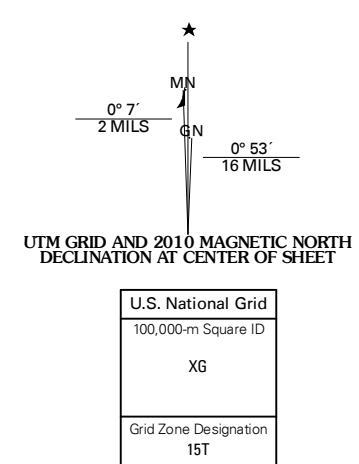 MN
0° 7´
2 MILS
GN
0° 53´
16 MILS
UTM GRID AND 2010 MAGNETIC NORTH
DECLINATION AT CENTER OF SHEET
U.S. National Grid
100,000-m Square ID
XG
Grid Zone Designation
15T